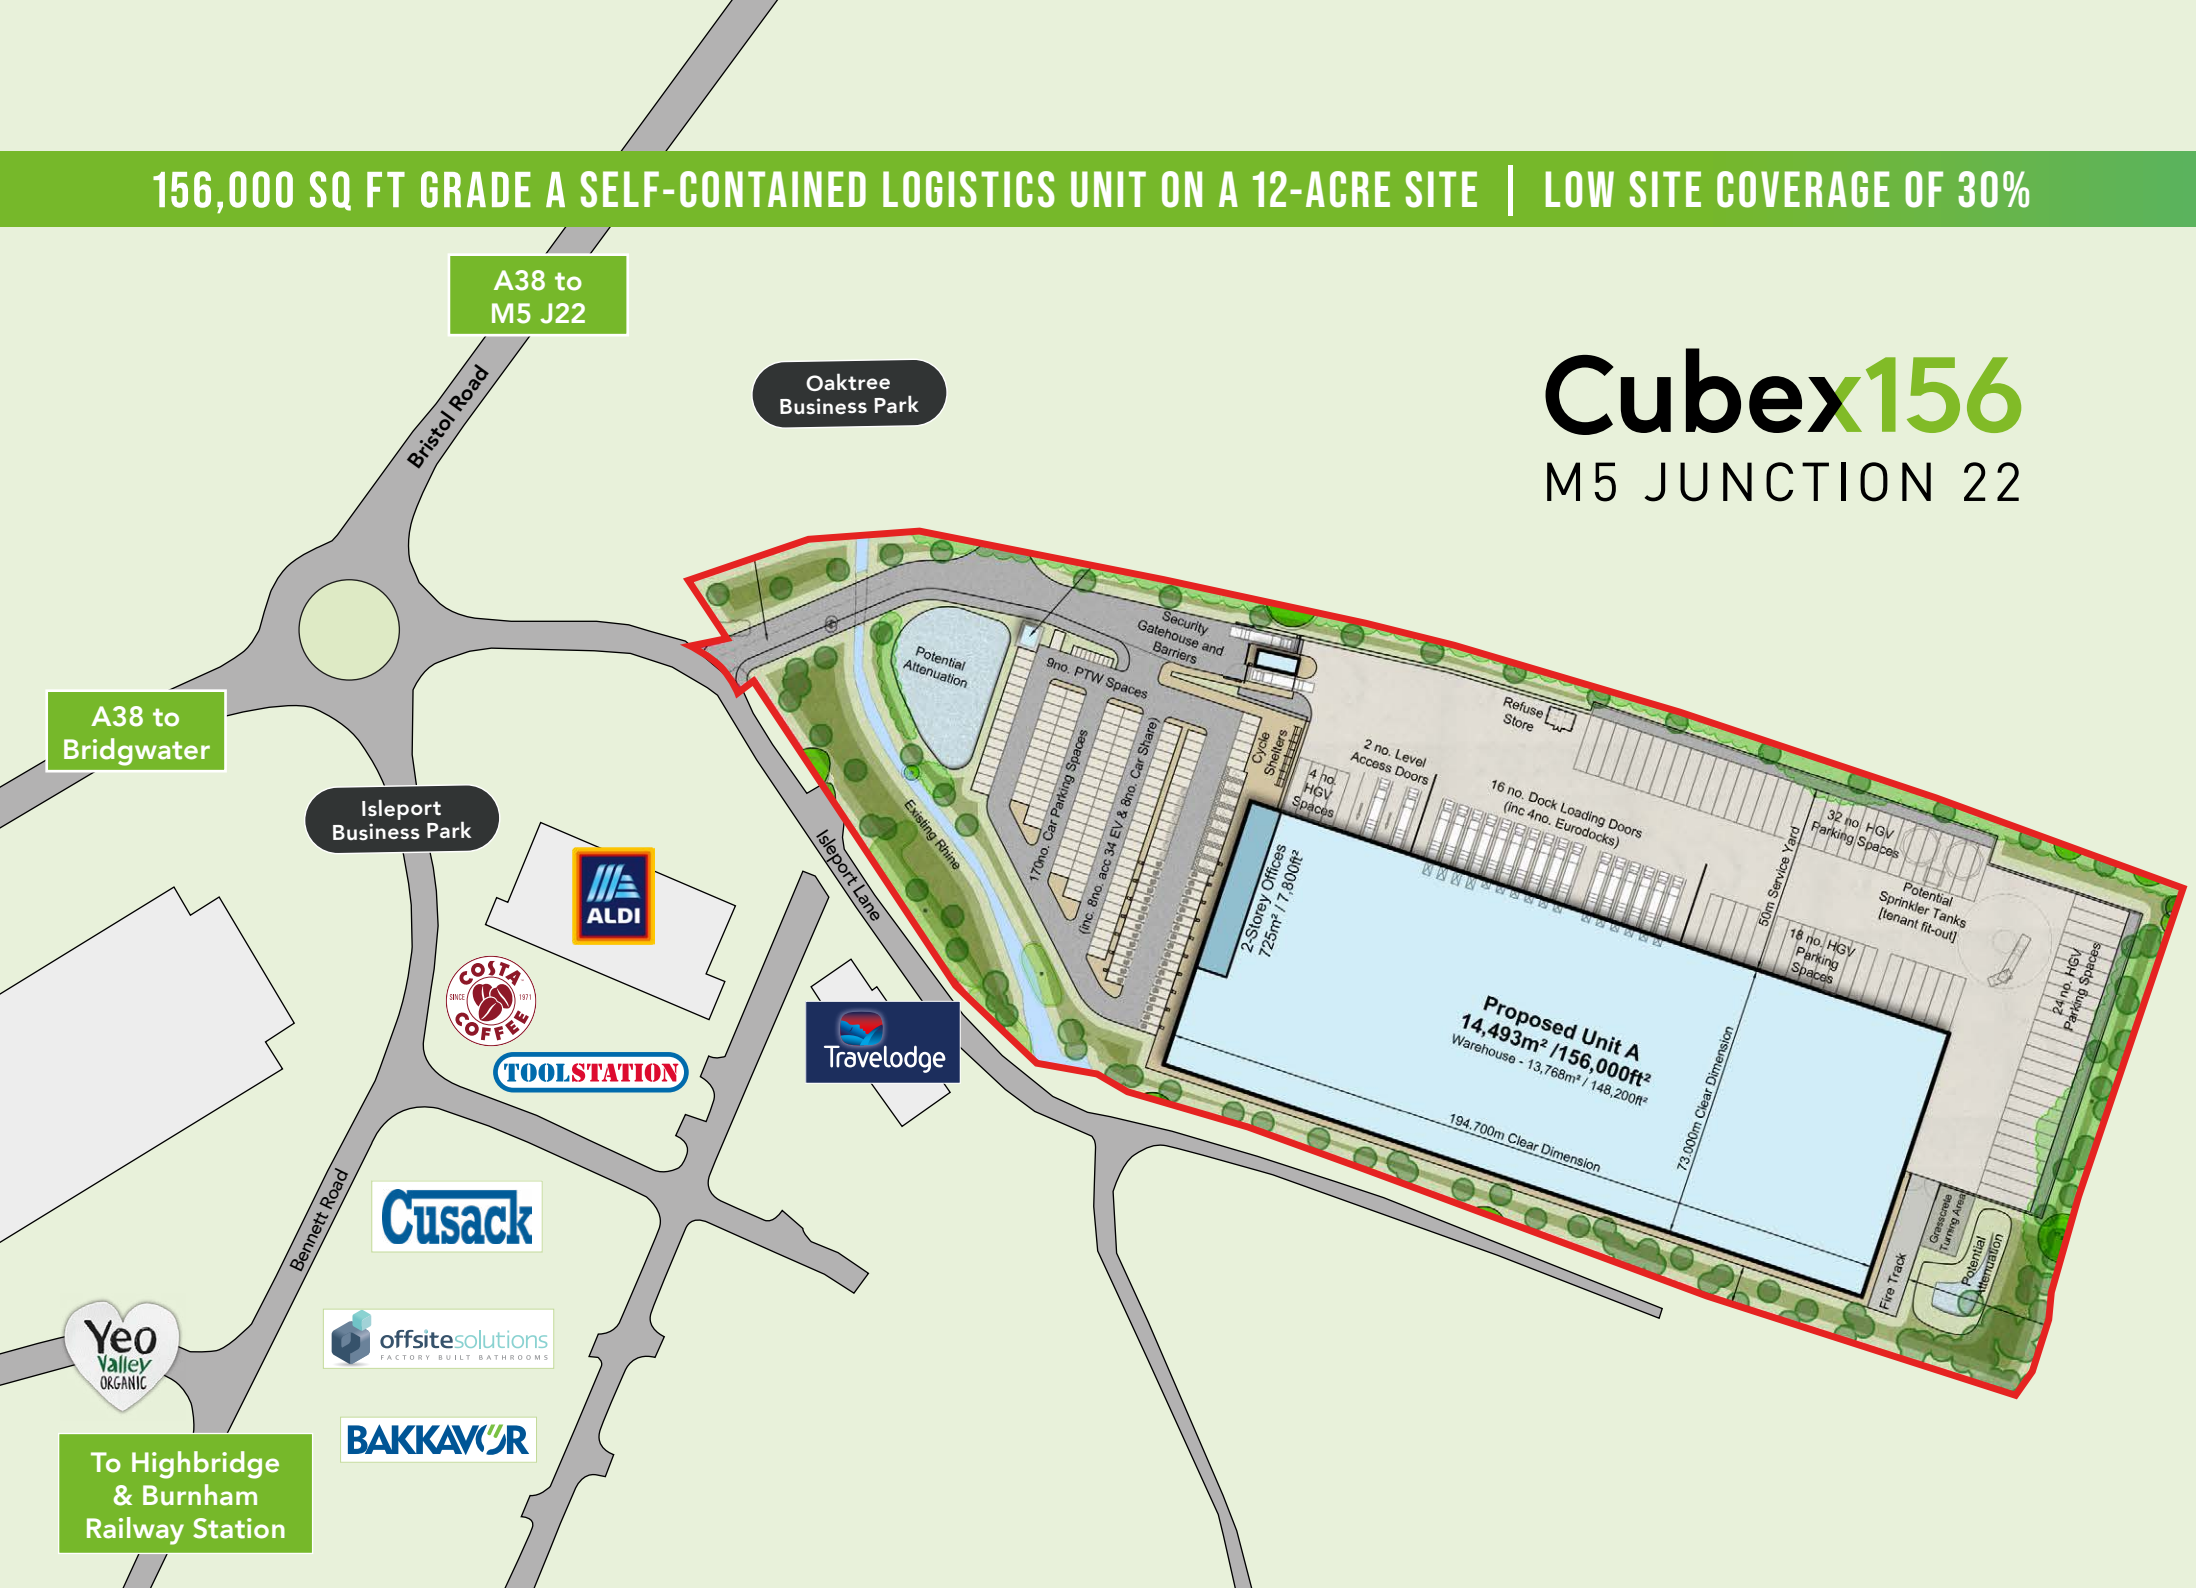 156,000 SQ FT GRADE A SELF-CONTAINED LOGISTICS UNIT ON A 12-ACRE SITE | LOW SITE COVERAGE OF 30%
A38 to
M5 J22
Bristol Road
Oaktree
Business Park
Cubex156
M5 JUNCTION 22
A38 to
Bridgwater
Isleport
Business Park
Isleport Lane
ALDI
COSTA
SINCE 1971
COFFEE
TOOLSTATION
Travelodge
Bennett Road
Cusack
offsitesolutions
FACTORY BUILT BATHROOMS
BAKKAVOR
Yeo
Valley
ORGANIC
To Highbridge
& Burnham
Railway Station
Potential
Attenuation
Existing Rhine
Security
Gatehouse and
Barriers
9no. PTW Spaces
170no. Car Parking Spaces
(inc. 8no. acc 34 EV & 8no. Car Share)
Cycle
Shelters
4 no.
HGV
Spaces
2 no. Level
Access Doors
Refuse
Store
16 no. Dock Loading Doors
(inc 4no. Eurodocks)
50m Service Yard
32 no. HGV
Parking Spaces
18 no. HGV
Parking
Spaces
Potential
Sprinkler Tanks
[tenant fit-out]
24 no. HGV
Parking Spaces
2-Storey Offices
725m² / 7,800ft²
Proposed Unit A
14,493m² /156,000ft²
Warehouse - 13,768m² / 148,200ft²
194.700m Clear Dimension
73.000m Clear Dimension
Fire Track
Grasscrete
Turning Area
Potential
Attenuation